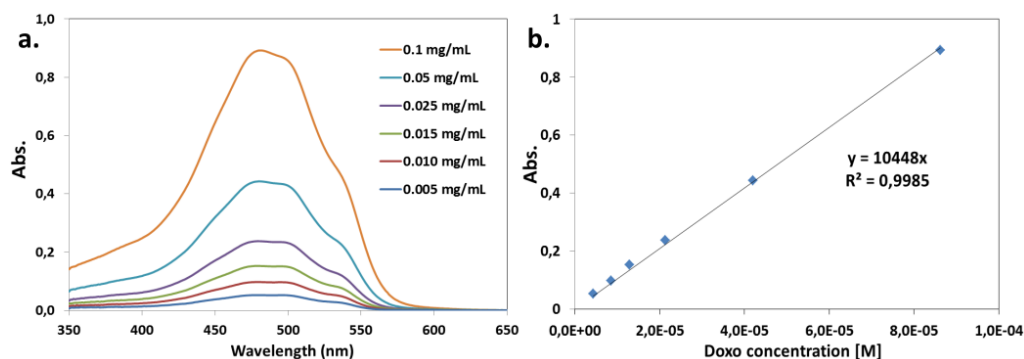 a.
1,0
0,8
0,6
0,4
0,2
0,0
Abs.
350 400 450 500 550 600 650
Wavelength (nm)
0.1 mg/mL
0.05 mg/mL
0.025 mg/mL
0.015 mg/mL
0.010 mg/mL
0.005 mg/mL
b.
1
0,8
0,6
0,4
0,2
0
Abs.
y = 10448x
R² = 0,9985
0,0E+00 2,0E-05 4,0E-05 6,0E-05 8,0E-05 1,0E-04
Doxo concentration [M]